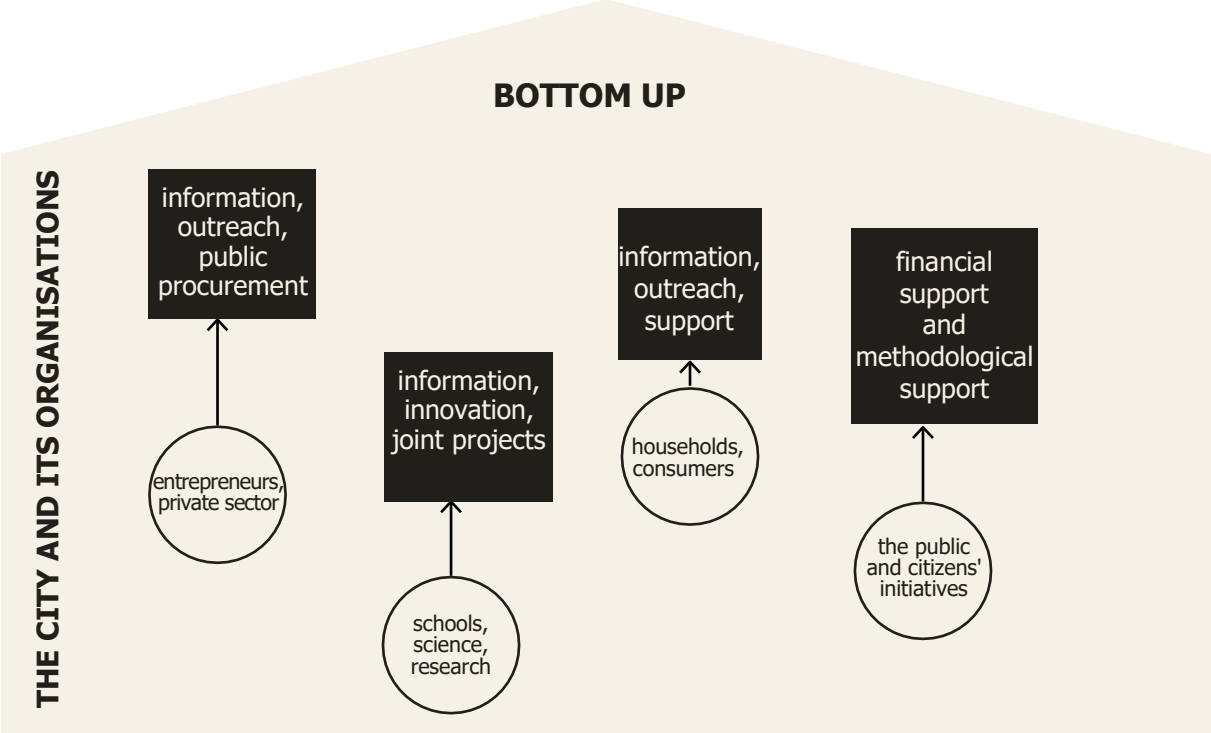 BOTTOM UP
THE CITY AND ITS ORGANISATIONS
information,
outreach,
public
procurement
entrepreneurs,
private sector
information,
innovation,
joint projects
schools,
science,
research
information,
outreach,
support
households,
consumers
financial
support
and
methodological
support
the public
and citizens'
initiatives